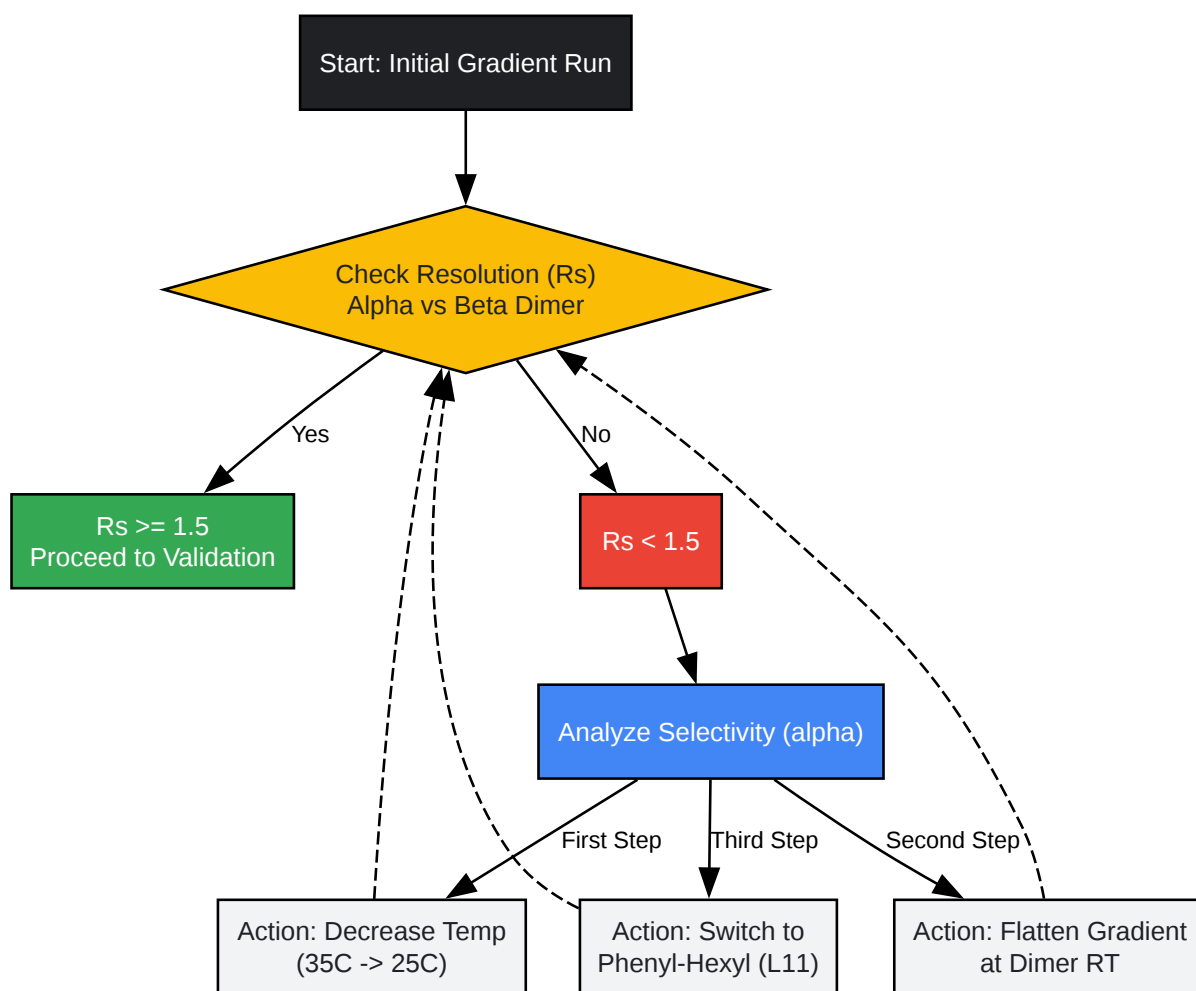 Start: Initial Gradient Run
Check Resolution (Rs)
Alpha vs Beta Dimer
Yes
No
Rs >= 1.5
Proceed to Validation
Rs < 1.5
Analyze Selectivity (alpha)
First Step
Third Step
Second Step
Action: Decrease Temp
(35C -> 25C)
Action: Switch to
Phenyl-Hexyl (L11)
Action: Flatten Gradient
at Dimer RT